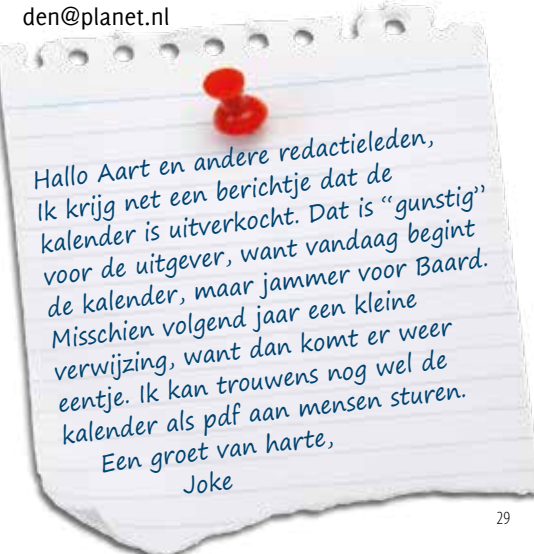 den@planet.nl
Hallo Aart en andere redactieleden,
Ik krijg net een berichtje dat de
kalender is uitverkocht. Dat is “gunstig”
voor de uitgever, want vandaag begint
de kalender, maar jammer voor Baard.
Misschien volgend jaar een kleine
verwijzing, want dan komt er weer
eentje. Ik kan trouwens nog wel de
kalender als pdf aan mensen sturen.
Een groet van harte,
Joke
29